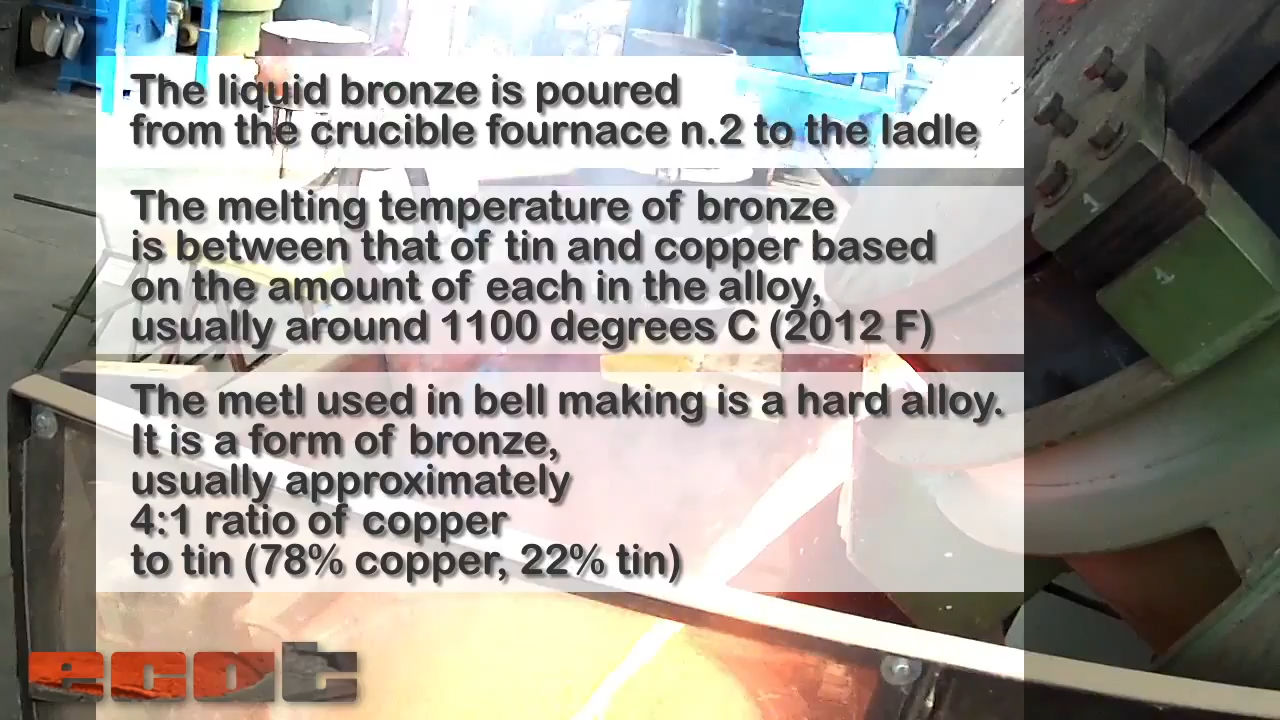 The liquid bronze is poured
from the crucible fournace n.2 to the ladle
The melting temperature of bronze
is between that of tin and copper based
on the amount of each in the alloy,
usually around 1100 degrees C (2012 F)
The metl used in bell making is a hard alloy.
It is a form of bronze,
usually approximately
4:1 ratio of copper
to tin (78% copper, 22% tin)
1
1
ecat